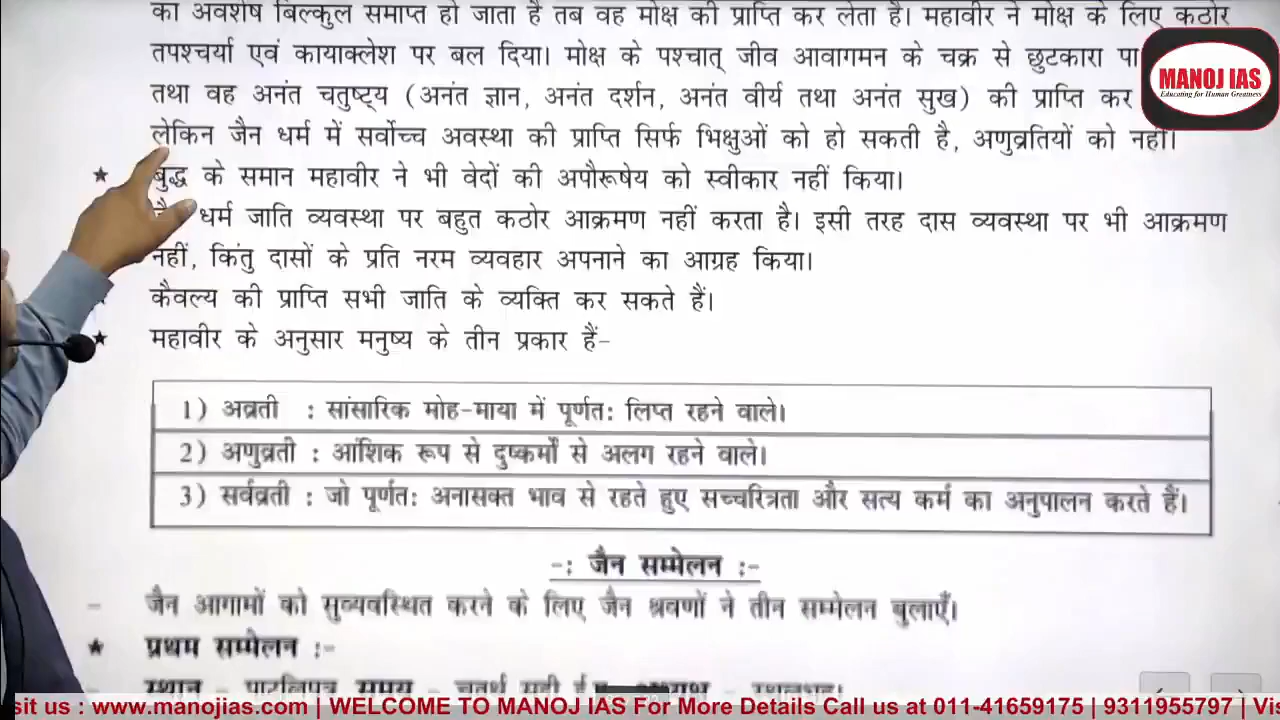 का अवशेष बिल्कुल समाप्त हो जाता है तब वह मोक्ष की प्राप्ति कर लेता है। महावीर ने मोक्ष के लिए कठोर
तपश्चर्या एवं कायाक्लेश पर बल दिया। मोक्ष के पश्चात् जीव आवागमन के चक्र से छुटकारा पा
तथा वह अनंत चतुष्ट्य (अनंत ज्ञान, अनंत दर्शन, अनंत वीर्य तथा अनंत सुख) की प्राप्ति कर
लेकिन जैन धर्म में सर्वोच्च अवस्था की प्राप्ति सिर्फ भिक्षुओं को हो सकती है, अणुव्रतियों को नहीं।
★ बुद्ध के समान महावीर ने भी वेदों की अपौरूषेय को स्वीकार नहीं किया।
धर्म जाति व्यवस्था पर बहुत कठोर आक्रमण नहीं करता है। इसी तरह दास व्यवस्था पर भी आक्रमण
नहीं, किंतु दासों के प्रति नरम व्यवहार अपनाने का आग्रह किया।
कैवल्य की प्राप्ति सभी जाति के व्यक्ति कर सकते हैं।
★ महावीर के अनुसार मनुष्य के तीन प्रकार हैं-
1) अव्रती : सांसारिक मोह-माया में पूर्णत: लिप्त रहने वाले।
2) अणुव्रती : आंशिक रूप से दुष्कर्मों से अलग रहने वाले।
3) सर्वव्रती : जो पूर्णत: अनासक्त भाव से रहते हुए सच्चरित्रता और सत्य कर्म का अनुपालन करते हैं।
-: जैन सम्मेलन :-
- जैन आगामों को सुव्यवस्थित करने के लिए जैन श्रवणों ने तीन सम्मेलन बुलाएँ।
★ प्रथम सम्मेलन :-
- स्थान - पाटलिपुत्र समय - चतुर्थ सदी
MANOJ IAS
Educating for Human Greatness
sit us : www.manojias.com | WELCOME TO MANOJ IAS For More Details Call us at 011-41659175 | 9311955797 | Vis